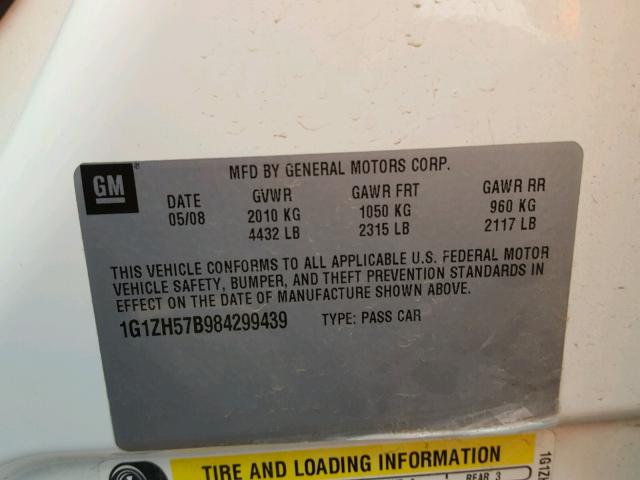 GM
MFD BY GENERAL MOTORS CORP.
DATE GVWR GAWR FRT GAWR RR
05/08 2010 KG 1050 KG 960 KG
4432 LB 2315 LB 2117 LB
THIS VEHICLE CONFORMS TO ALL APPLICABLE U.S. FEDERAL MOTOR
VEHICLE SAFETY, BUMPER, AND THEFT PREVENTION STANDARDS IN
EFFECT ON THE DATE OF MANUFACTURE SHOWN ABOVE.
1G1ZH57B984299439 TYPE: PASS CAR
TIRE AND LOADING INFORMATION
REAR 3
1G1ZH